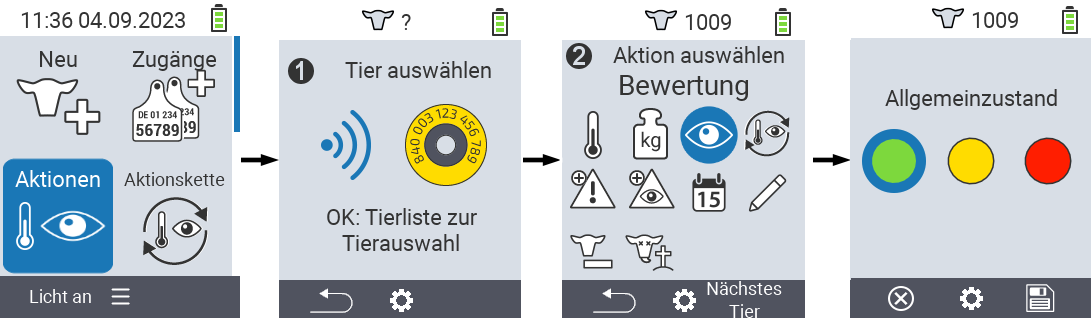 11:36 04.09.2023
Neu
Zugänge
DE 01 234
56789
234
39
Aktionen
Aktionskette
Licht an
?
1
Tier auswählen
840 003 123 456 789
OK: Tierliste zur
Tierauswahl
1009
2
Aktion auswählen
Bewertung
kg
15
Nächstes
Tier
1009
Allgemeinzustand